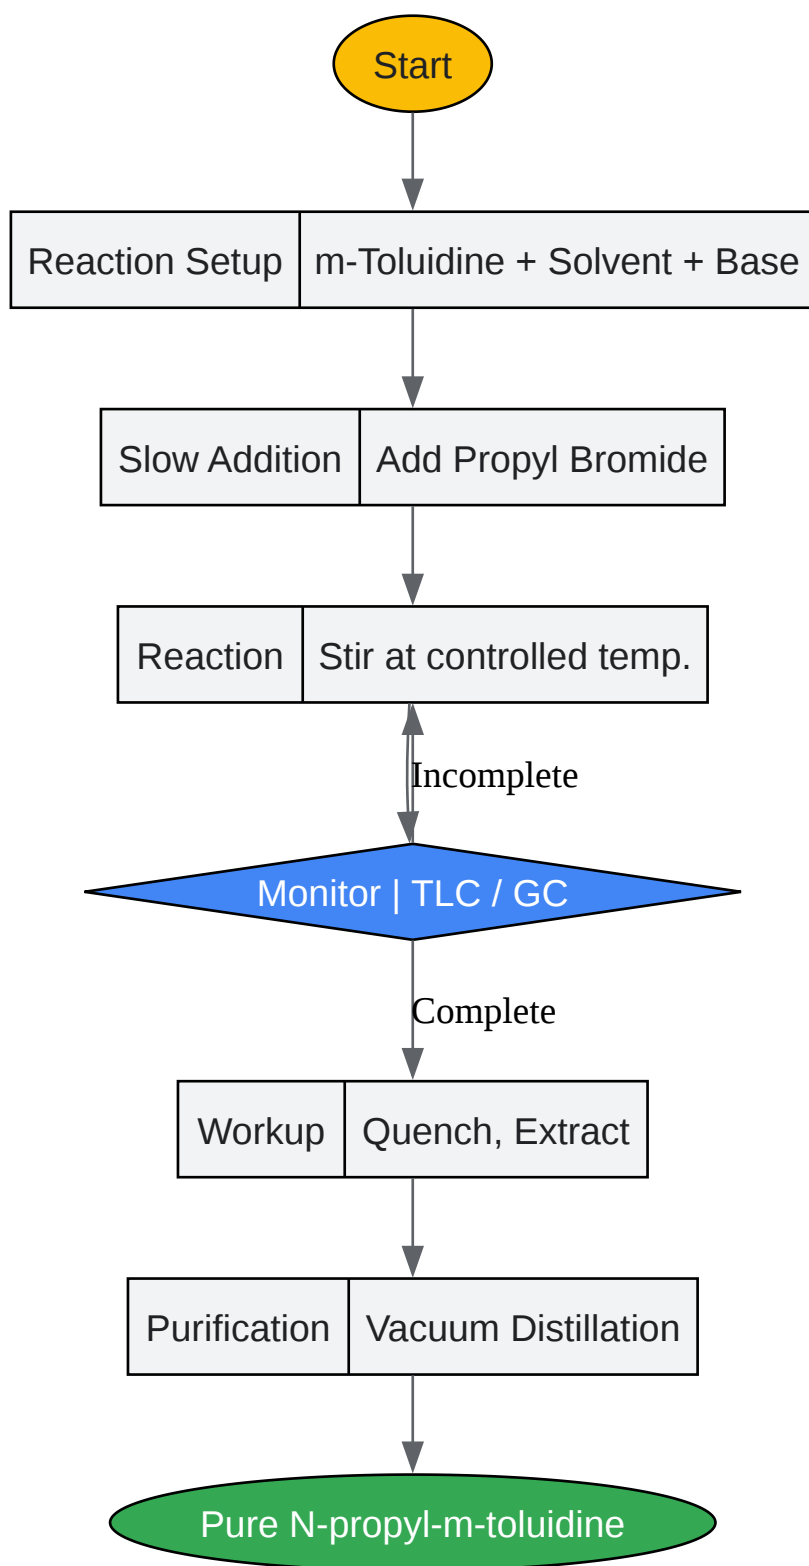 Start
Reaction Setup m-Toluidine + Solvent + Base
Slow Addition Add Propyl Bromide
Reaction Stir at controlled temp.
Incomplete
Monitor | TLC / GC
Complete
Workup Quench, Extract
Purification Vacuum Distillation
Pure N-propyl-m-toluidine